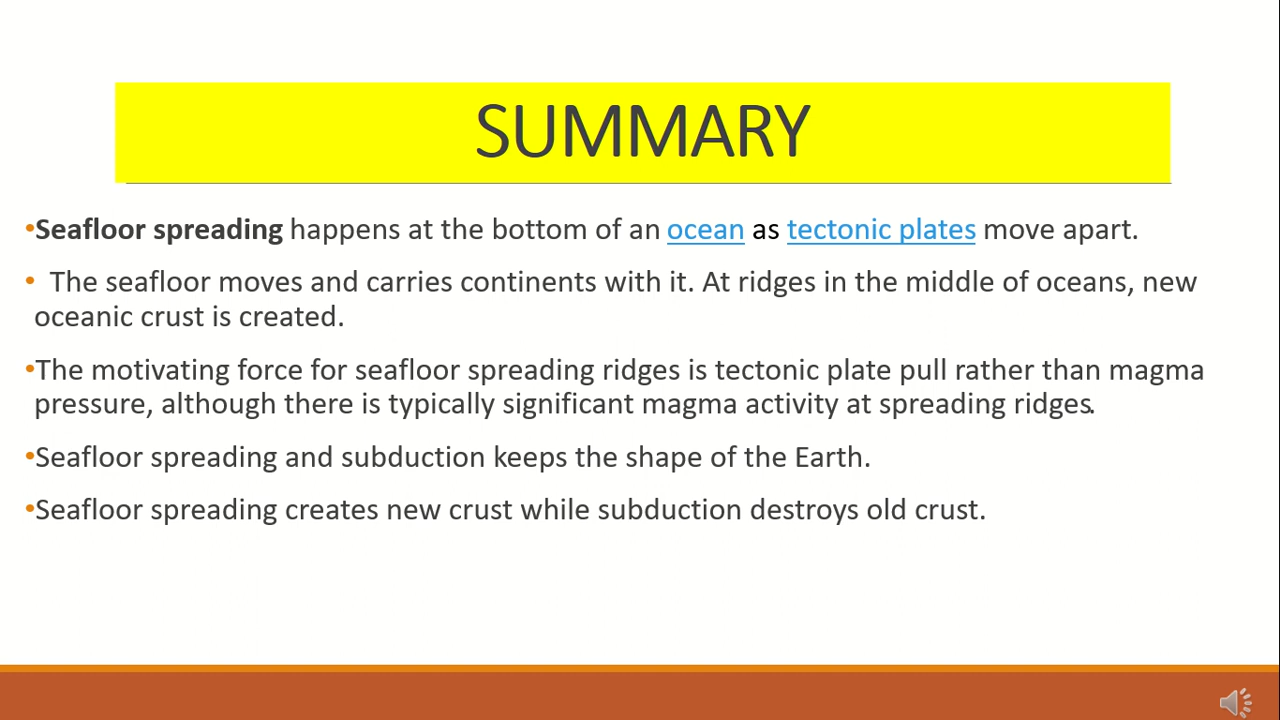 SUMMARY
•Seafloor spreading happens at the bottom of an ocean as tectonic plates move apart.
• The seafloor moves and carries continents with it. At ridges in the middle of oceans, new
oceanic crust is created.
•The motivating force for seafloor spreading ridges is tectonic plate pull rather than magma
pressure, although there is typically significant magma activity at spreading ridges.
•Seafloor spreading and subduction keeps the shape of the Earth.
•Seafloor spreading creates new crust while subduction destroys old crust.